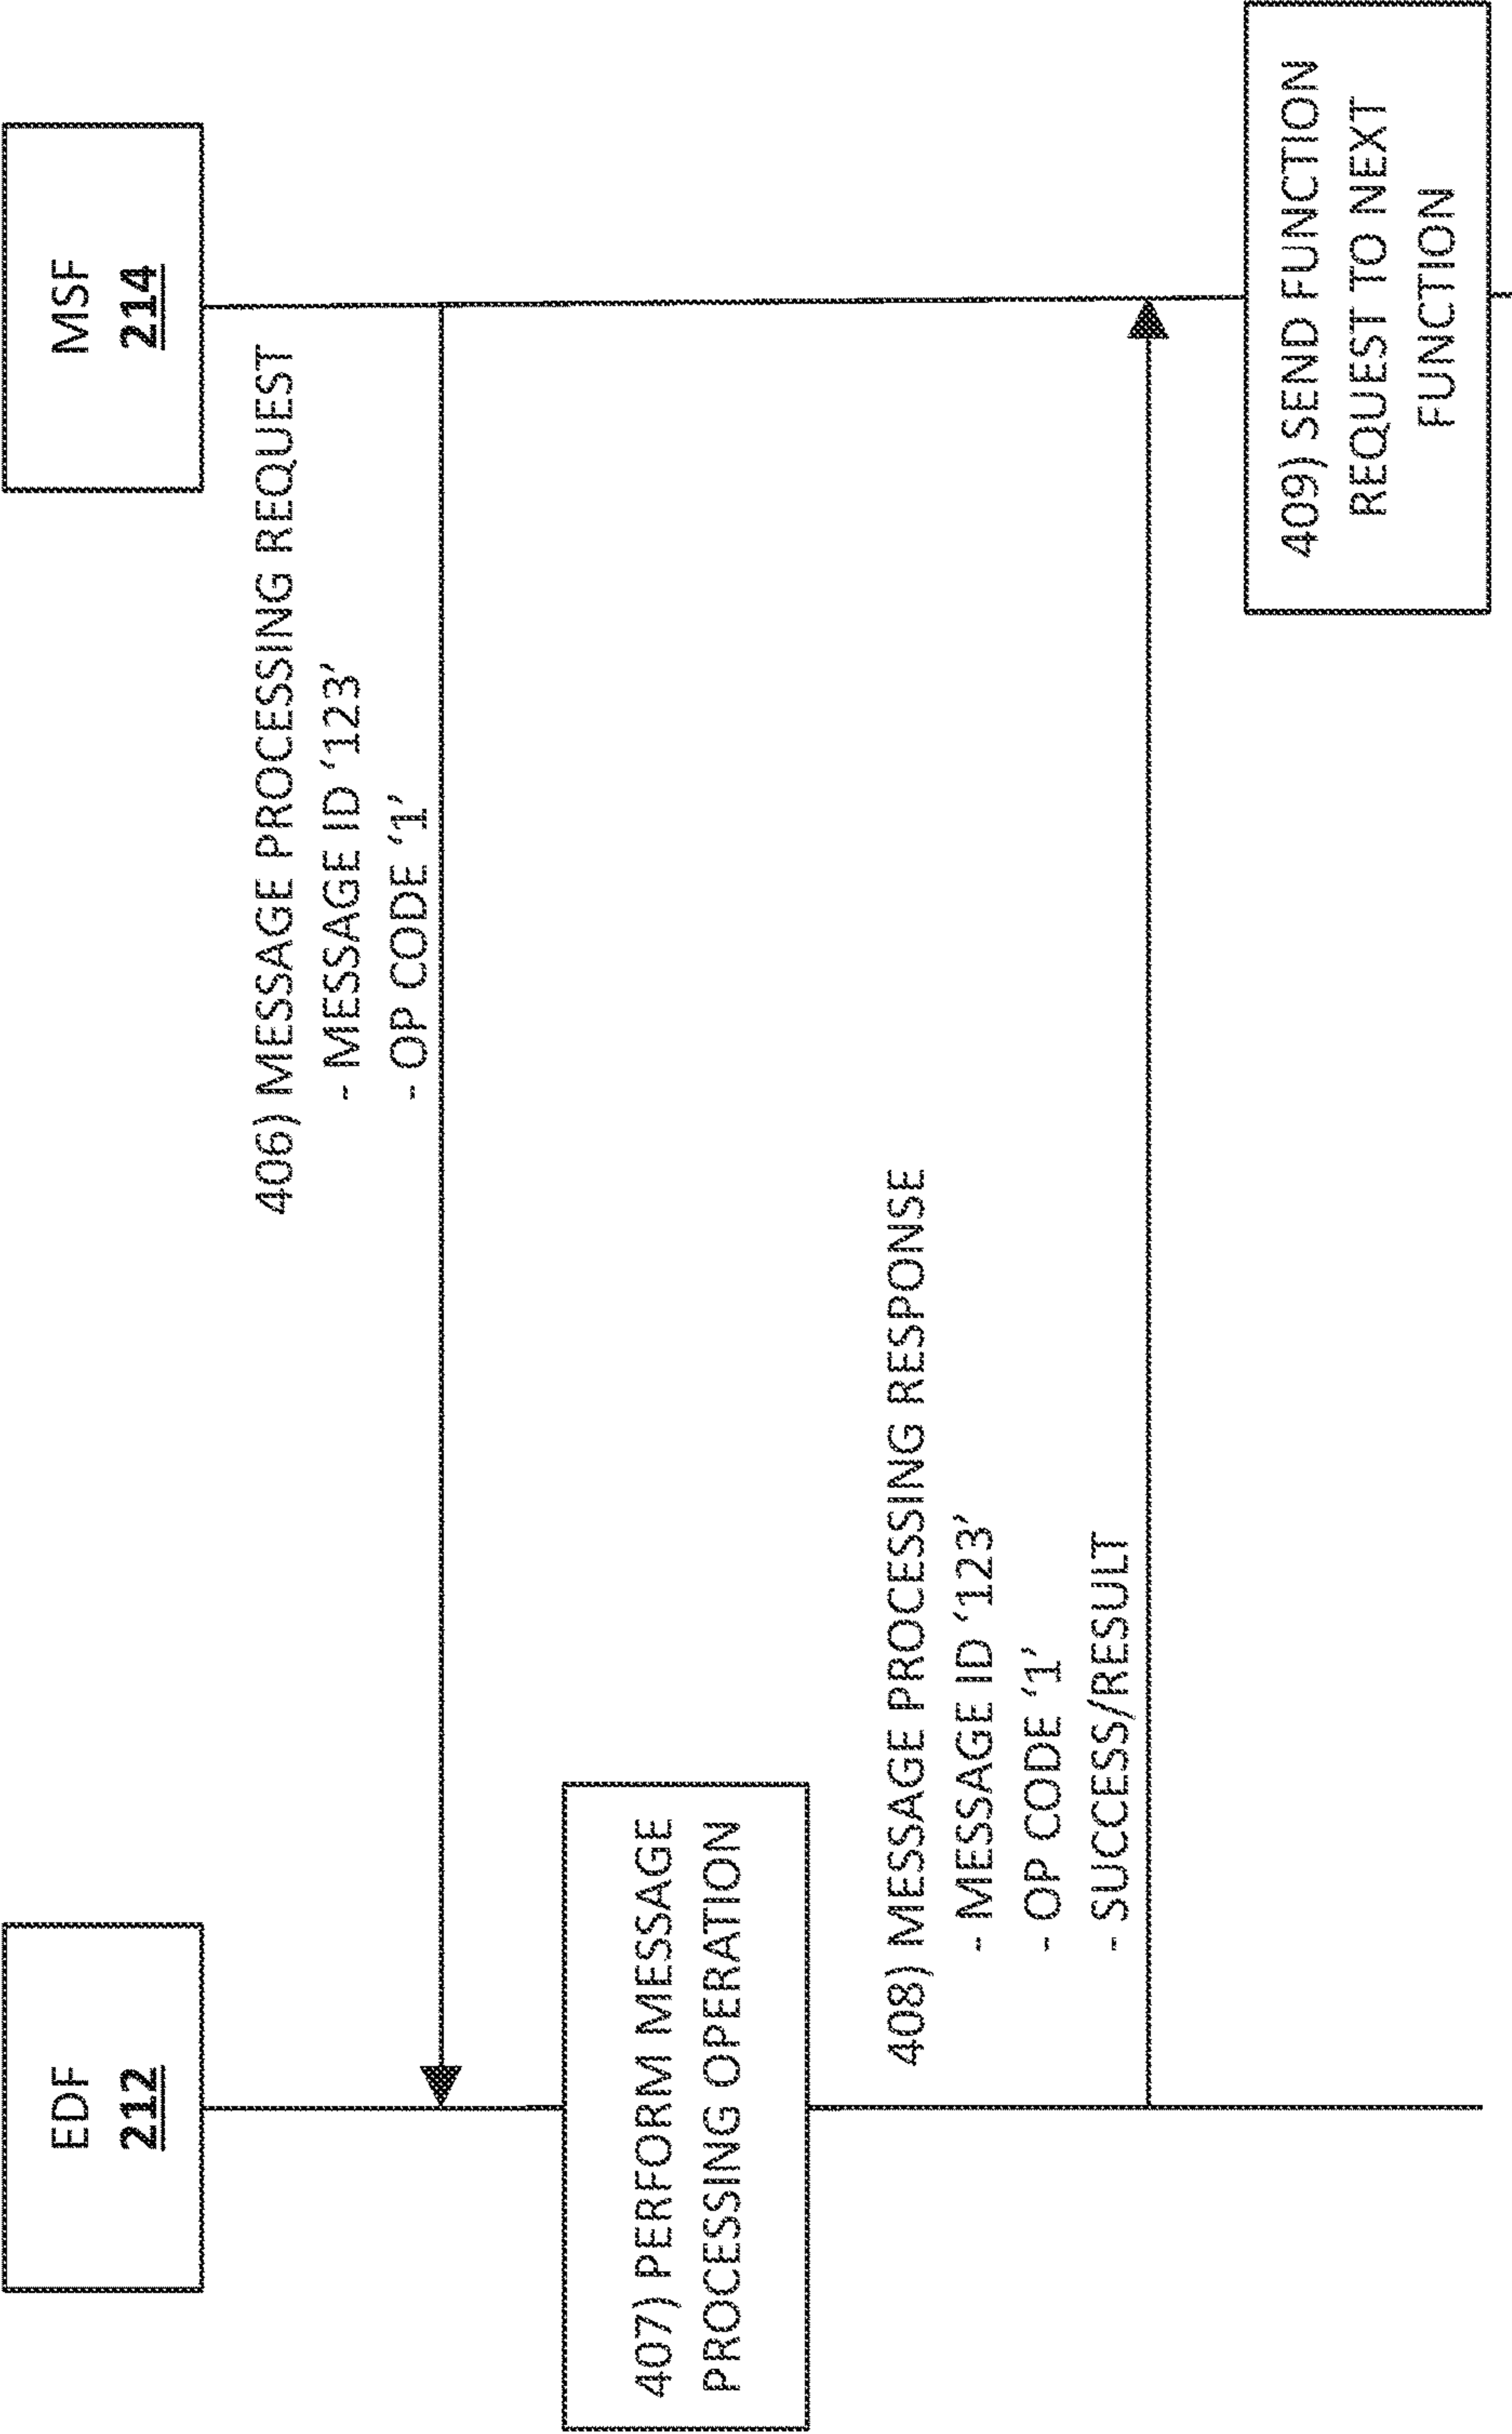 EDF
212
MSF
214
406) MESSAGE PROCESSING REQUEST
- MESSAGE ID ‘123’
- OP CODE ‘1’
407) PERFORM MESSAGE
PROCESSING OPERATION
408) MESSAGE PROCESSING RESPONSE
- MESSAGE ID ‘123’
- OP CODE ‘1’
- SUCCESS/RESULT
409) SEND FUNCTION
REQUEST TO NEXT
FUNCTION